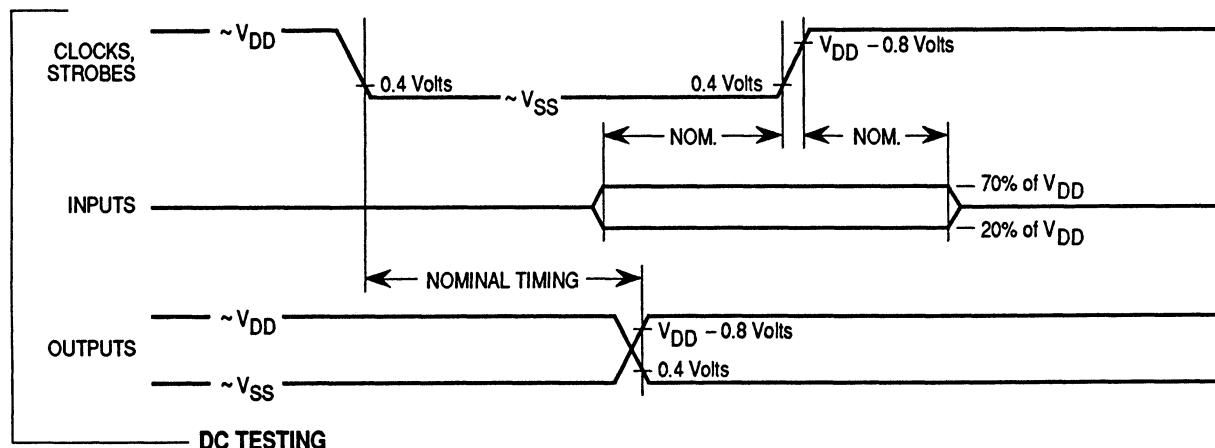 CLOCKS,
STROBES
~ VDD
0.4 Volts
~ VSS
0.4 Volts
VDD – 0.8 Volts
NOM.
NOM.
INPUTS
70% of VDD
20% of VDD
NOMINAL TIMING
OUTPUTS
~ VDD
VDD – 0.8 Volts
0.4 Volts
~ VSS
DC TESTING